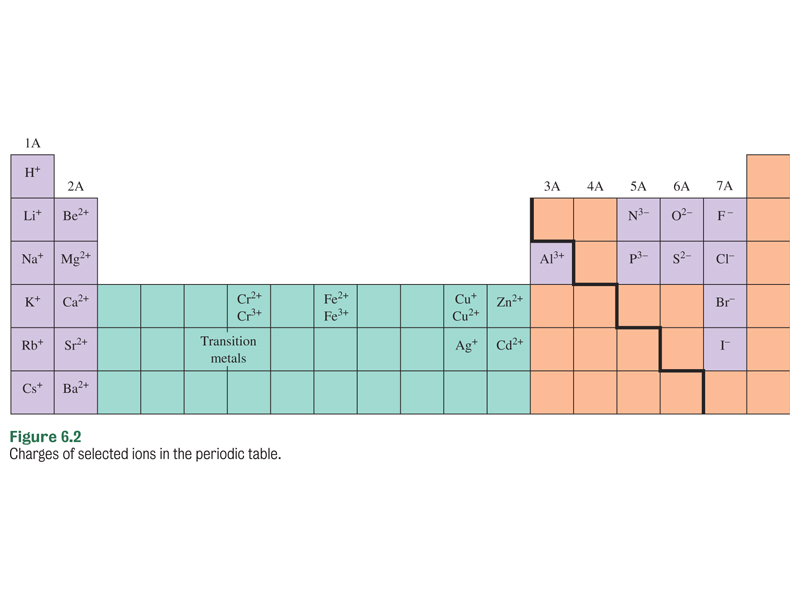 1A
H⁺
2A 3A 4A 5A 6A 7A
Li⁺ Be²⁺ N³⁻ O²⁻ F⁻
Na⁺ Mg²⁺ Al³⁺ P³⁻ S²⁻ Cl⁻
K⁺ Ca²⁺ Cr²⁺ Fe²⁺ Cu⁺ Zn²⁺ Br⁻
Cr³⁺ Fe³⁺ Cu²⁺
Rb⁺ Sr²⁺ Transition Ag⁺ Cd²⁺ I⁻
metals
Cs⁺ Ba²⁺
Figure 6.2
Charges of selected ions in the periodic table.